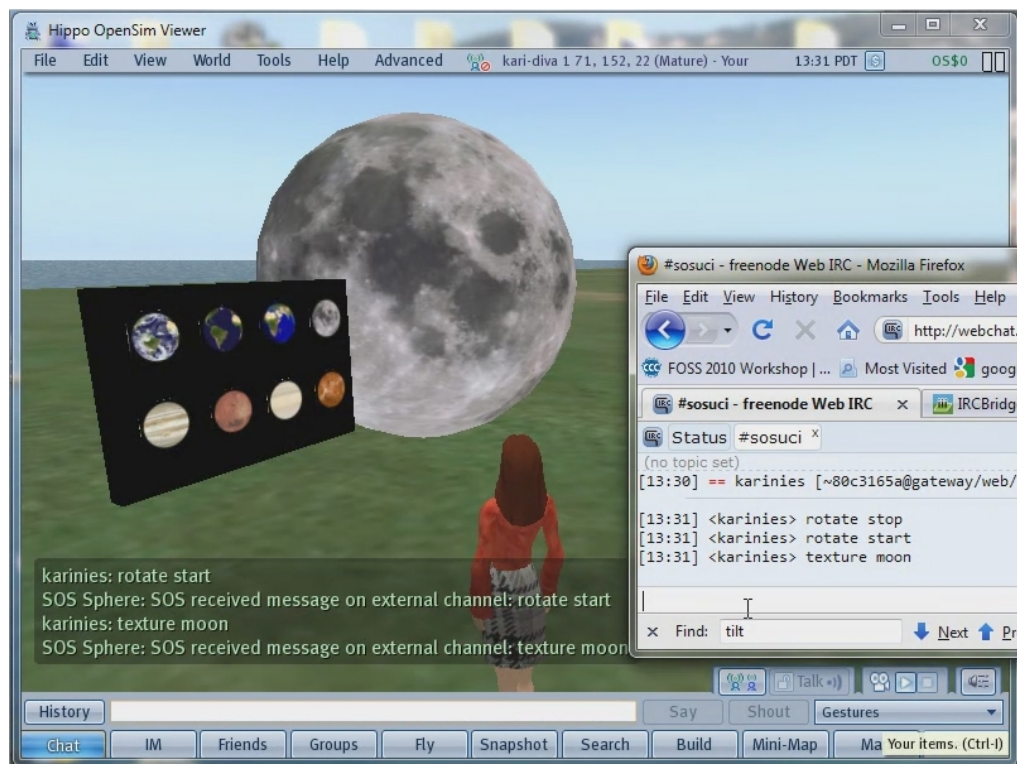 Hippo OpenSim Viewer
File Edit View World Tools Help Advanced kari-diva 1 71, 152, 22 (Mature) - Your 13:31 PDT OS$0
#sosuci - freenode Web IRC - Mozilla Firefox
File Edit View History Bookmarks Tools Help
http://webchat.
FOSS 2010 Workshop | ... Most Visited goog
#sosuci - freenode Web IRC x IRCBridg
Status #sosuci x
(no topic set)
[13:30] == karinies [~80c3165a@gateway/web/
[13:31] <karinies> rotate stop
[13:31] <karinies> rotate start
[13:31] <karinies> texture moon
Find: tilt Next Pr
karinies: rotate start
SOS Sphere: SOS received message on external channel: rotate start
karinies: texture moon
SOS Sphere: SOS received message on external channel: texture moon
Talk
History Say Shout Gestures
Chat IM Friends Groups Fly Snapshot Search Build Mini-Map Ma Your items. (Ctrl-I)